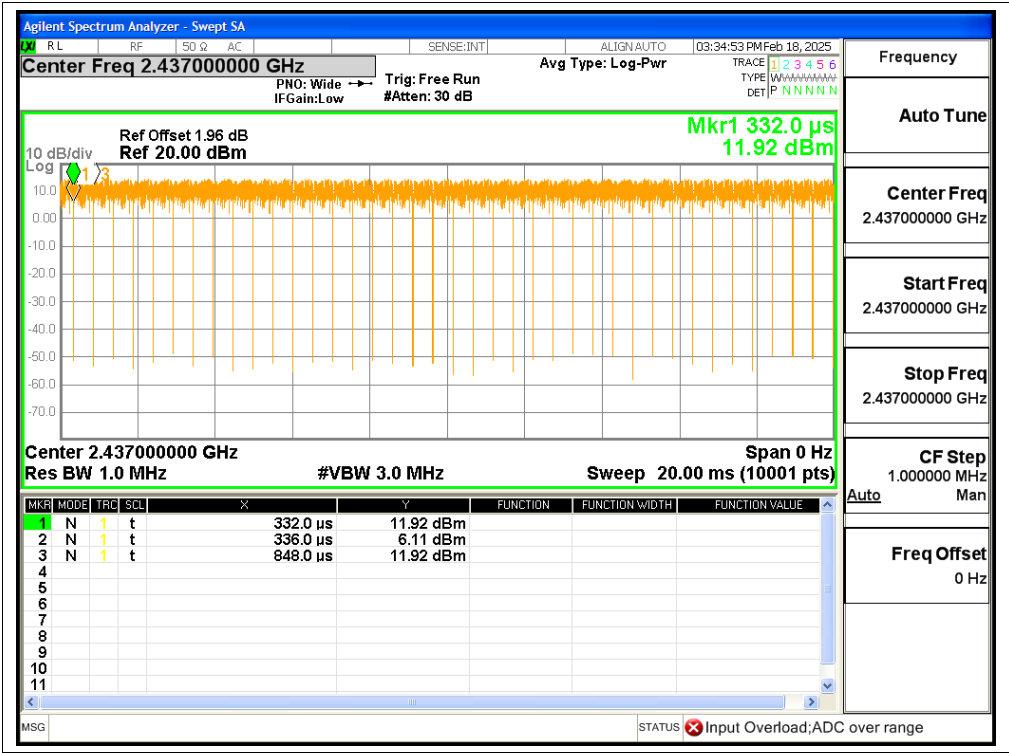 Agilent Spectrum Analyzer - Swept SA
LXI RL RF 50 Ω AC SENSE:INT ALIGN AUTO 03:34:53 PM Feb 18, 2025
Center Freq 2.437000000 GHz
PNO: Wide
IFGain:Low
Trig: Free Run
#Atten: 30 dB
Avg Type: Log-Pwr
TRACE 1 2 3 4 5 6
TYPE WWWWWWW
DET P N N N N N
Frequency
Auto Tune
Center Freq
2.437000000 GHz
Start Freq
2.437000000 GHz
Stop Freq
2.437000000 GHz
CF Step
1.000000 MHz
Auto Man
Freq Offset
0 Hz
Mkr1 332.0 µs
11.92 dBm
Ref Offset 1.96 dB
10 dB/div Ref 20.00 dBm
Log
1 3
10.0
0.00
-10.0
-20.0
-30.0
-40.0
-50.0
-60.0
-70.0
Center 2.437000000 GHz Span 0 Hz
Res BW 1.0 MHz #VBW 3.0 MHz Sweep 20.00 ms (10001 pts)
MKR MODE TRC SCL X Y FUNCTION FUNCTION WIDTH FUNCTION VALUE
1 N 1 t 332.0 µs 11.92 dBm
2 N 1 t 336.0 µs 6.11 dBm
3 N 1 t 848.0 µs 11.92 dBm
4
5
6
7
8
9
10
11
MSG STATUS Input Overload;ADC over range